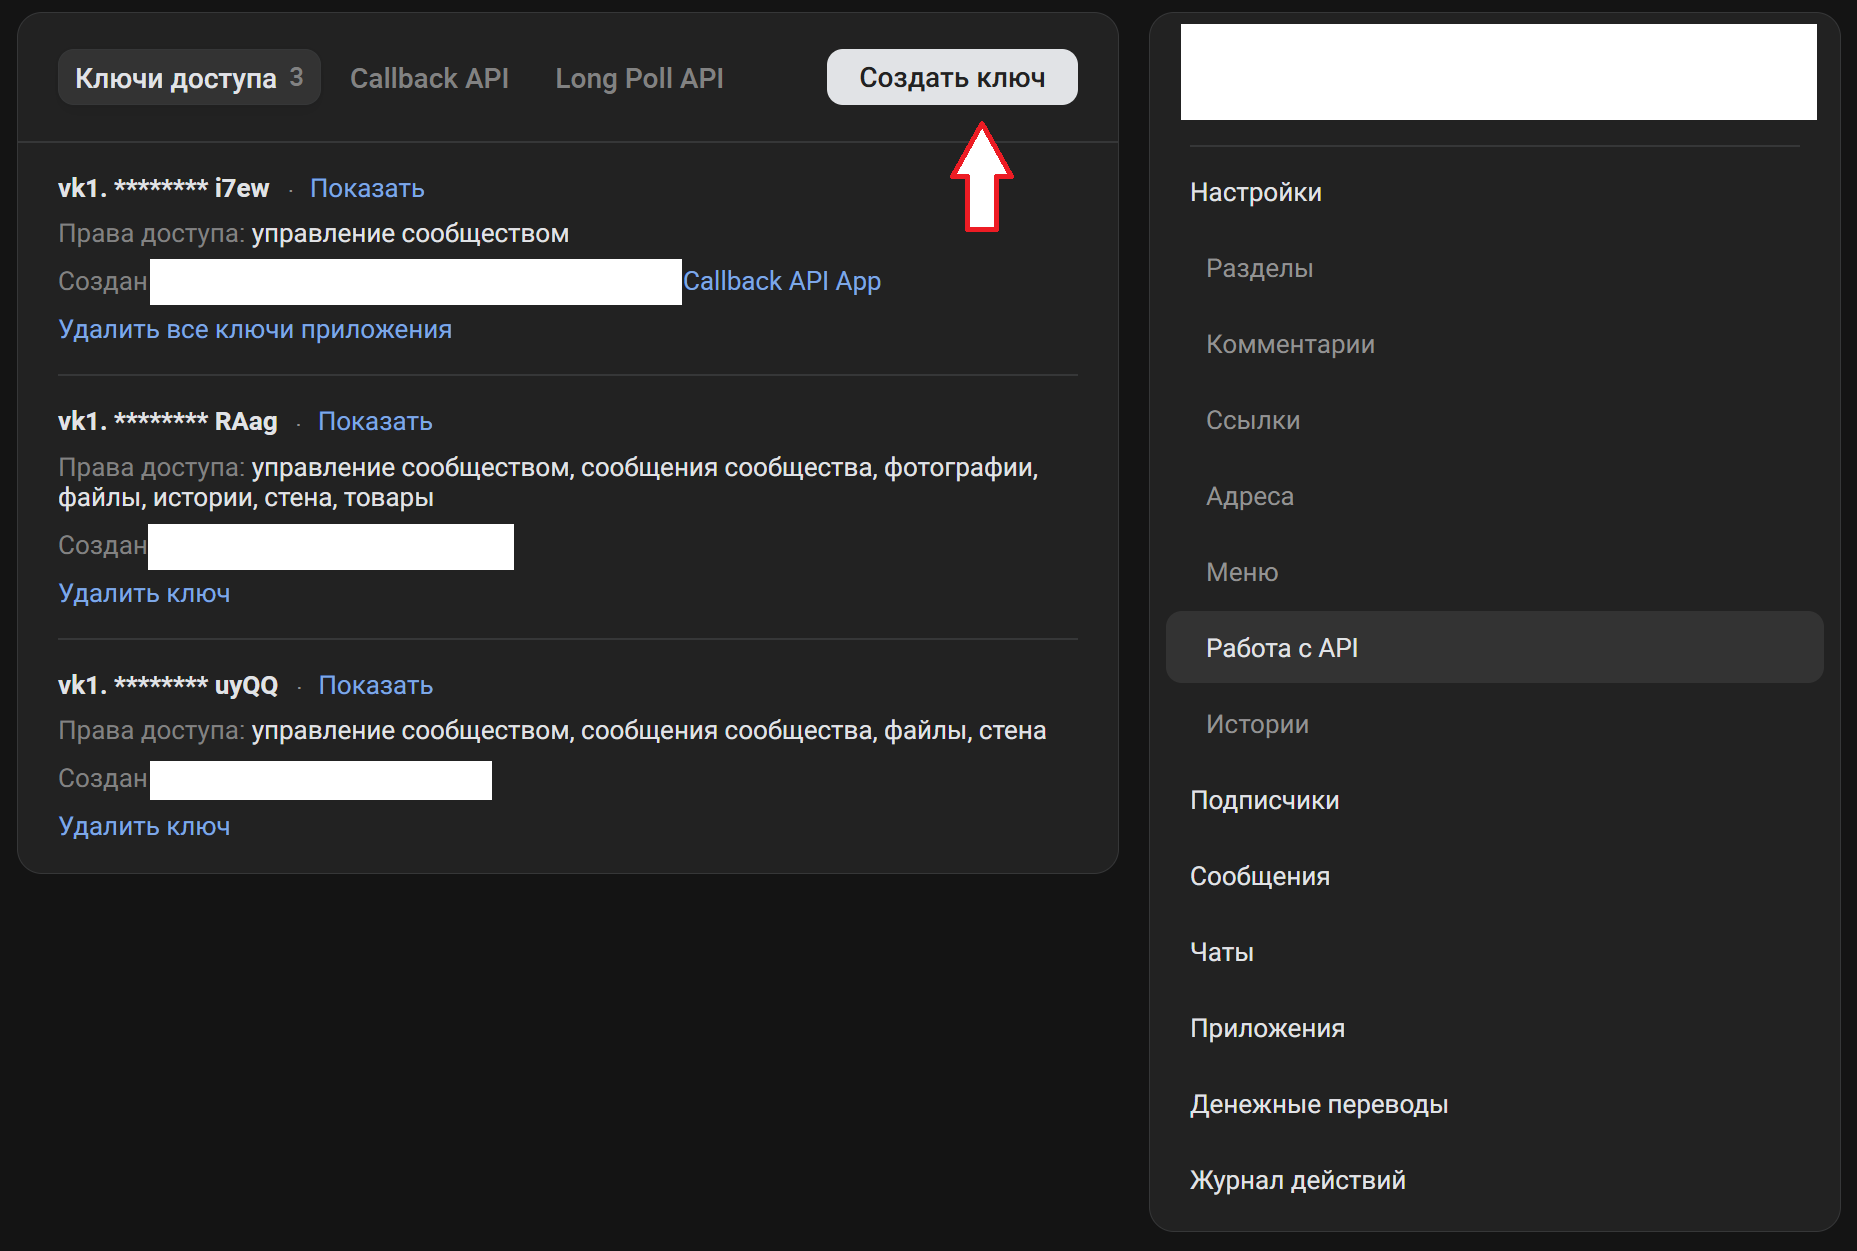 Ключи доступа 3 Callback API Long Poll API Создать ключ
vk1. ******** i7ew · Показать
Права доступа: управление сообществом
Создан Callback API App
Удалить все ключи приложения
vk1. ******** RAag · Показать
Права доступа: управление сообществом, сообщения сообщества, фотографии,
файлы, истории, стена, товары
Создан
Удалить ключ
vk1. ******** uyQQ · Показать
Права доступа: управление сообществом, сообщения сообщества, файлы, стена
Создан
Удалить ключ
Настройки
Разделы
Комментарии
Ссылки
Адреса
Меню
Работа с API
Истории
Подписчики
Сообщения
Чаты
Приложения
Денежные переводы
Журнал действий